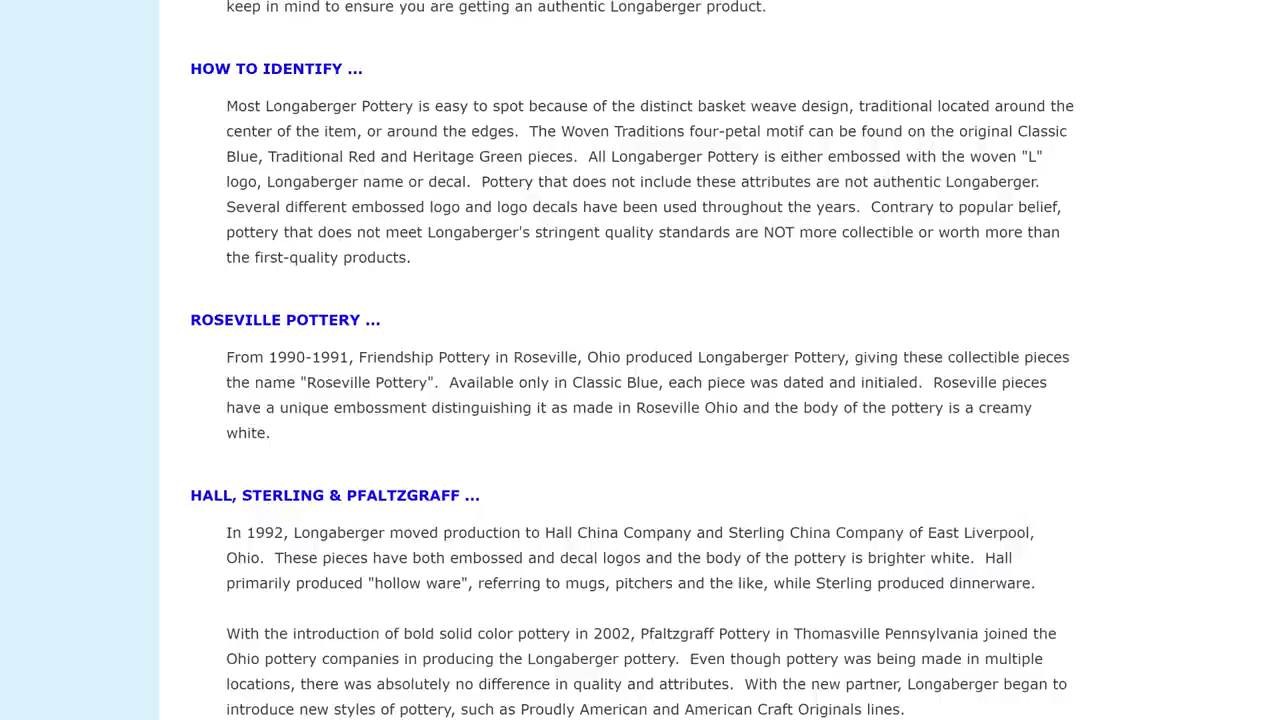 keep in mind to ensure you are getting an authentic Longaberger product.
HOW TO IDENTIFY ...
Most Longaberger Pottery is easy to spot because of the distinct basket weave design, traditional located around the
center of the item, or around the edges.  The Woven Traditions four-petal motif can be found on the original Classic
Blue, Traditional Red and Heritage Green pieces.  All Longaberger Pottery is either embossed with the woven "L"
logo, Longaberger name or decal.  Pottery that does not include these attributes are not authentic Longaberger.
Several different embossed logo and logo decals have been used throughout the years.  Contrary to popular belief,
pottery that does not meet Longaberger's stringent quality standards are NOT more collectible or worth more than
the first-quality products.
ROSEVILLE POTTERY ...
From 1990-1991, Friendship Pottery in Roseville, Ohio produced Longaberger Pottery, giving these collectible pieces
the name "Roseville Pottery".  Available only in Classic Blue, each piece was dated and initialed.  Roseville pieces
have a unique embossment distinguishing it as made in Roseville Ohio and the body of the pottery is a creamy
white.
HALL, STERLING & PFALTZGRAFF ...
In 1992, Longaberger moved production to Hall China Company and Sterling China Company of East Liverpool,
Ohio.  These pieces have both embossed and decal logos and the body of the pottery is brighter white.  Hall
primarily produced "hollow ware", referring to mugs, pitchers and the like, while Sterling produced dinnerware.
With the introduction of bold solid color pottery in 2002, Pfaltzgraff Pottery in Thomasville Pennsylvania joined the
Ohio pottery companies in producing the Longaberger pottery.  Even though pottery was being made in multiple
locations, there was absolutely no difference in quality and attributes.  With the new partner, Longaberger began to
introduce new styles of pottery, such as Proudly American and American Craft Originals lines.